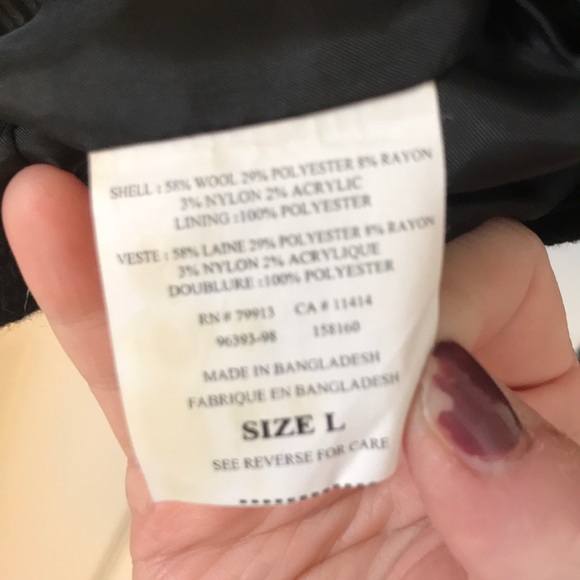 SHELL : 58% WOOL 29% POLYESTER 8% RAYON
3% NYLON 2% ACRYLIC
LINING :100% POLYESTER
VESTE : 58% LAINE 29% POLYESTER 8% RAYON
3% NYLON 2% ACRYLIQUE
DOUBLURE :100% POLYESTER
RN # 79913 CA # 11414
96393-98 158160
MADE IN BANGLADESH
FABRIQUE EN BANGLADESH
SIZE L
SEE REVERSE FOR CARE